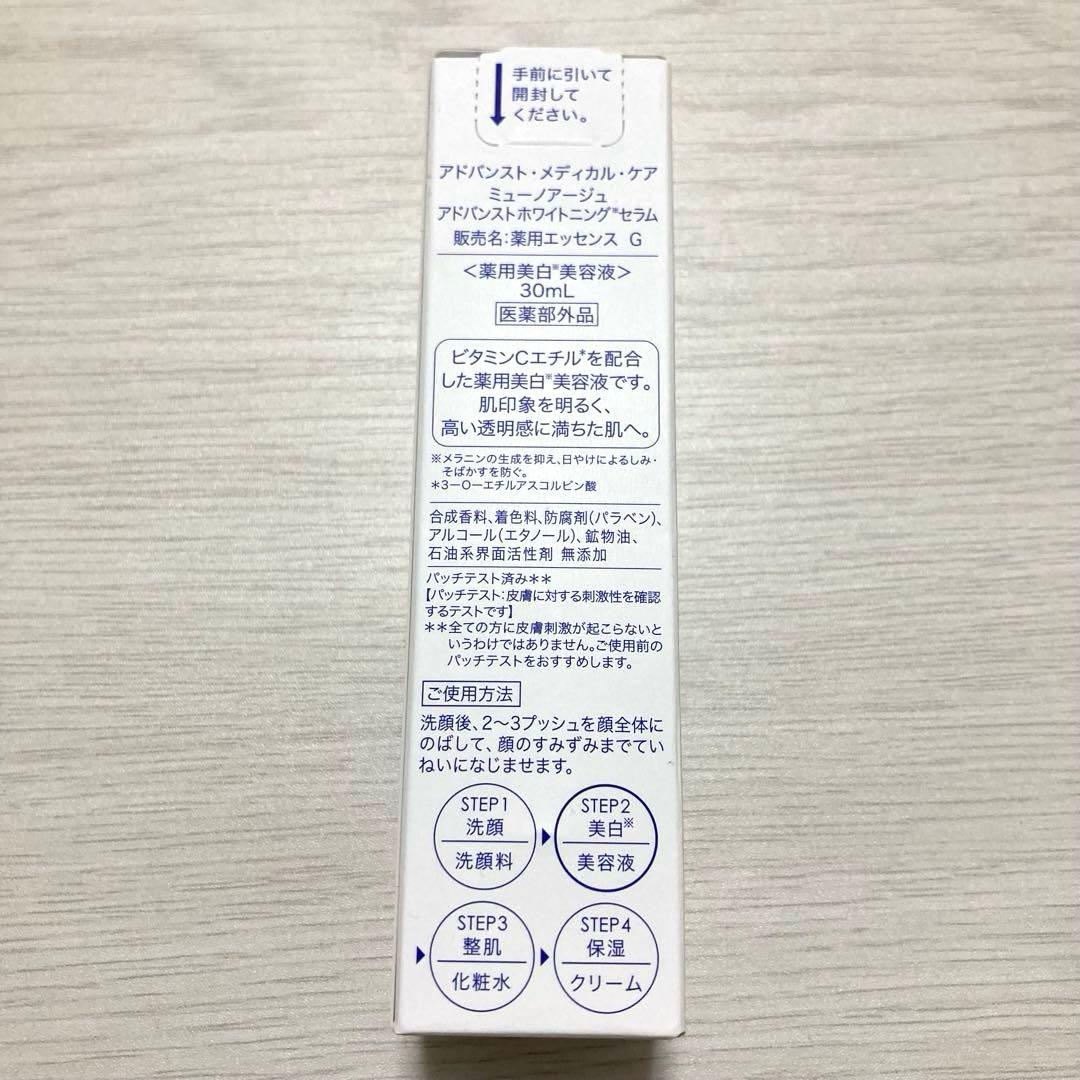 手前に引いて
開封して
ください。
アドバンスト・メディカル・ケア
ミューノアージュ
アドバンストホワイトニング※セラム
販売名:薬用エッセンス G
＜薬用美白※美容液＞
30mL
医薬部外品
ビタミンCエチル*を配合
した薬用美白※美容液です。
肌印象を明るく、
高い透明感に満ちた肌へ。
※メラニンの生成を抑え、日やけによるしみ・
そばかすを防ぐ。
*3－O－エチルアスコルビン酸
合成香料、着色料、防腐剤(パラベン)、
アルコール(エタノール)、鉱物油、
石油系界面活性剤 無添加
パッチテスト済み**
【パッチテスト:皮膚に対する刺激性を確認
するテストです】
**全ての方に皮膚刺激が起こらないと
いうわけではありません。ご使用前の
パッチテストをおすすめします。
ご使用方法
洗顔後、2～3プッシュを顔全体に
のばして、顔のすみずみまでてい
ねいになじませます。
STEP1
洗顔
洗顔料
STEP2
美白※
美容液
STEP3
整肌
化粧水
STEP4
保湿
クリーム